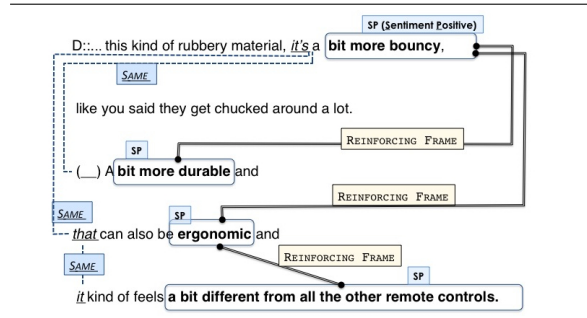 SP (Sentiment Positive)
D::... this kind of rubbery material, it's a bit more bouncy,
SAME
like you said they get chucked around a lot.
REINFORCING FRAME
SP
(__) A bit more durable and
REINFORCING FRAME
SAME
SP
that can also be ergonomic and
SAME
REINFORCING FRAME
SP
it kind of feels a bit different from all the other remote controls.